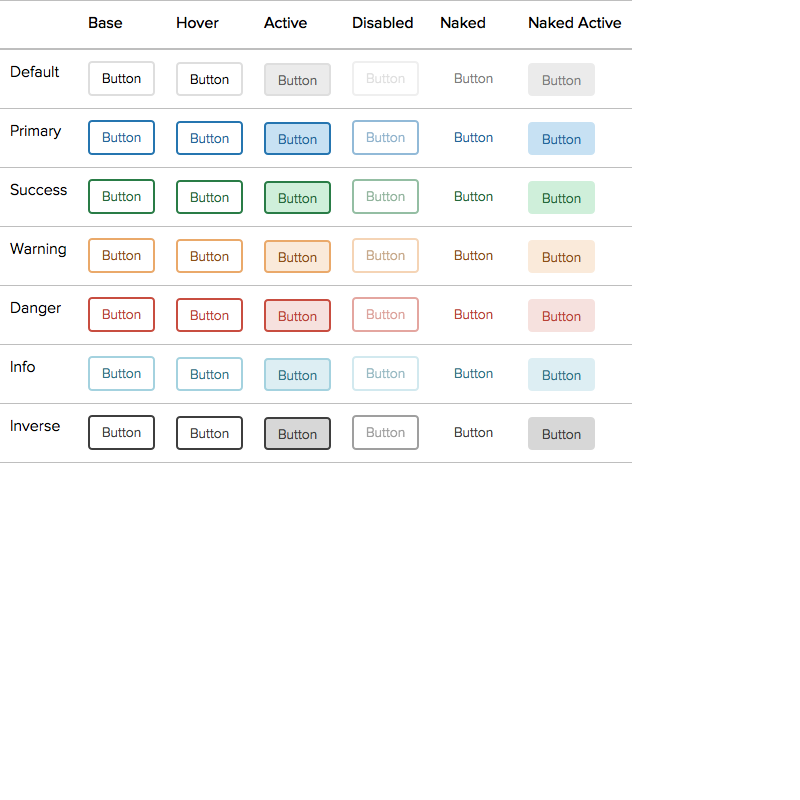 Base Hover Active Disabled Naked Naked Active
Default Button Button Button Button Button Button
Primary Button Button Button Button Button Button
Success Button Button Button Button Button Button
Warning Button Button Button Button Button Button
Danger Button Button Button Button Button Button
Info Button Button Button Button Button Button
Inverse Button Button Button Button Button Button